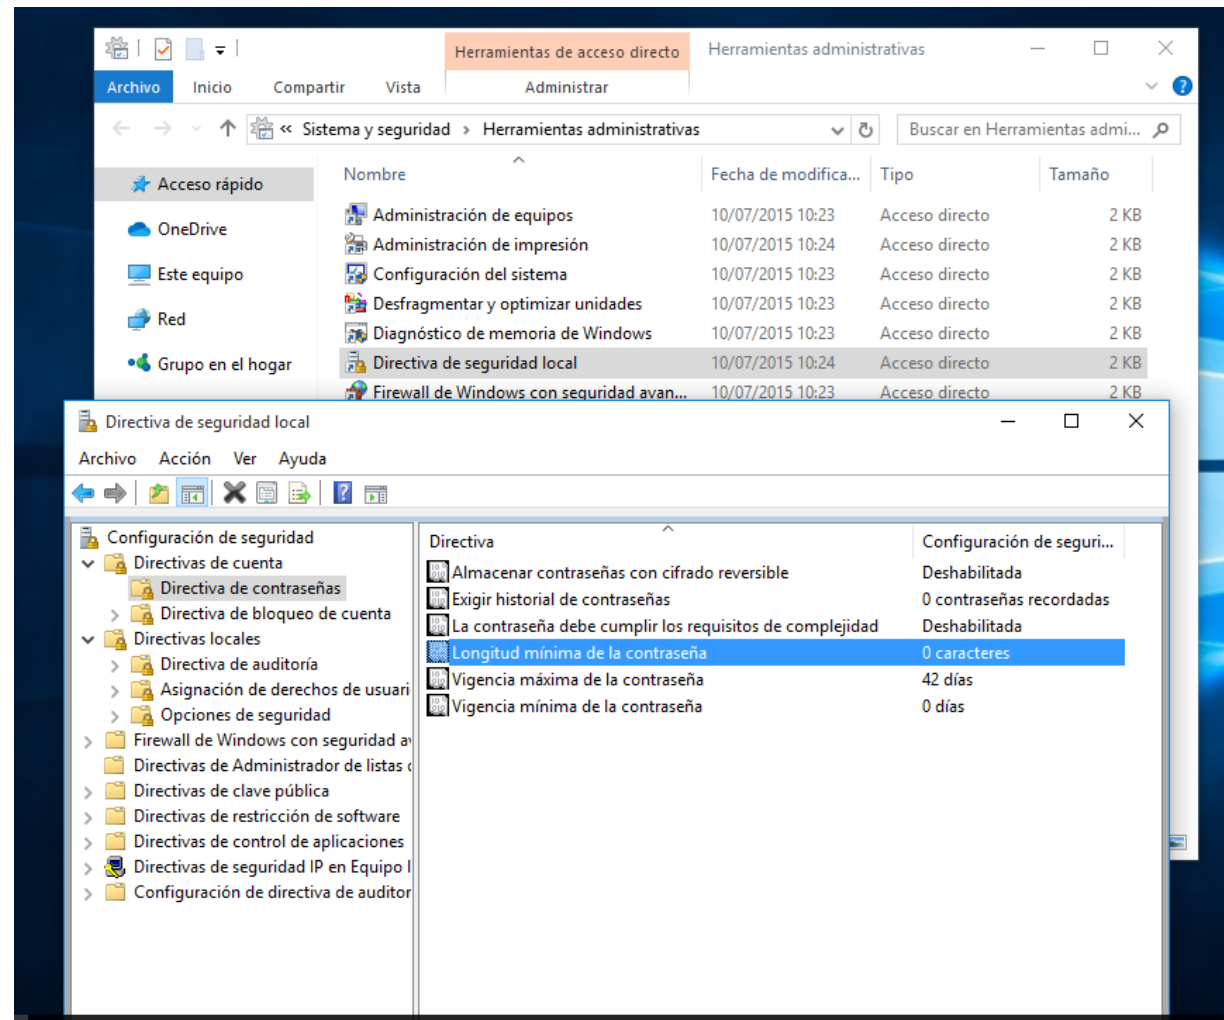 Herramientas de acceso directo
Herramientas administrativas
Archivo Inicio Compartir Vista Administrar
« Sistema y seguridad > Herramientas administrativas
Buscar en Herramientas admi...
Nombre Fecha de modifica... Tipo Tamaño
Acceso rápido
OneDrive
Este equipo
Red
Grupo en el hogar
Administración de equipos 10/07/2015 10:23 Acceso directo 2 KB
Administración de impresión 10/07/2015 10:24 Acceso directo 2 KB
Configuración del sistema 10/07/2015 10:23 Acceso directo 2 KB
Desfragmentar y optimizar unidades 10/07/2015 10:23 Acceso directo 2 KB
Diagnóstico de memoria de Windows 10/07/2015 10:23 Acceso directo 2 KB
Directiva de seguridad local 10/07/2015 10:24 Acceso directo 2 KB
Firewall de Windows con seguridad avan... 10/07/2015 10:23 Acceso directo 2 KB
Directiva de seguridad local
Archivo Acción Ver Ayuda
Configuración de seguridad
Directivas de cuenta
Directiva de contraseñas
Directiva de bloqueo de cuenta
Directivas locales
Directiva de auditoría
Asignación de derechos de usuari
Opciones de seguridad
Firewall de Windows con seguridad av
Directivas de Administrador de listas
Directivas de clave pública
Directivas de restricción de software
Directivas de control de aplicaciones
Directivas de seguridad IP en Equipo l
Configuración de directiva de auditor
Directiva Configuración de seguri...
Almacenar contraseñas con cifrado reversible Deshabilitada
Exigir historial de contraseñas 0 contraseñas recordadas
La contraseña debe cumplir los requisitos de complejidad Deshabilitada
Longitud mínima de la contraseña 0 caracteres
Vigencia máxima de la contraseña 42 días
Vigencia mínima de la contraseña 0 días